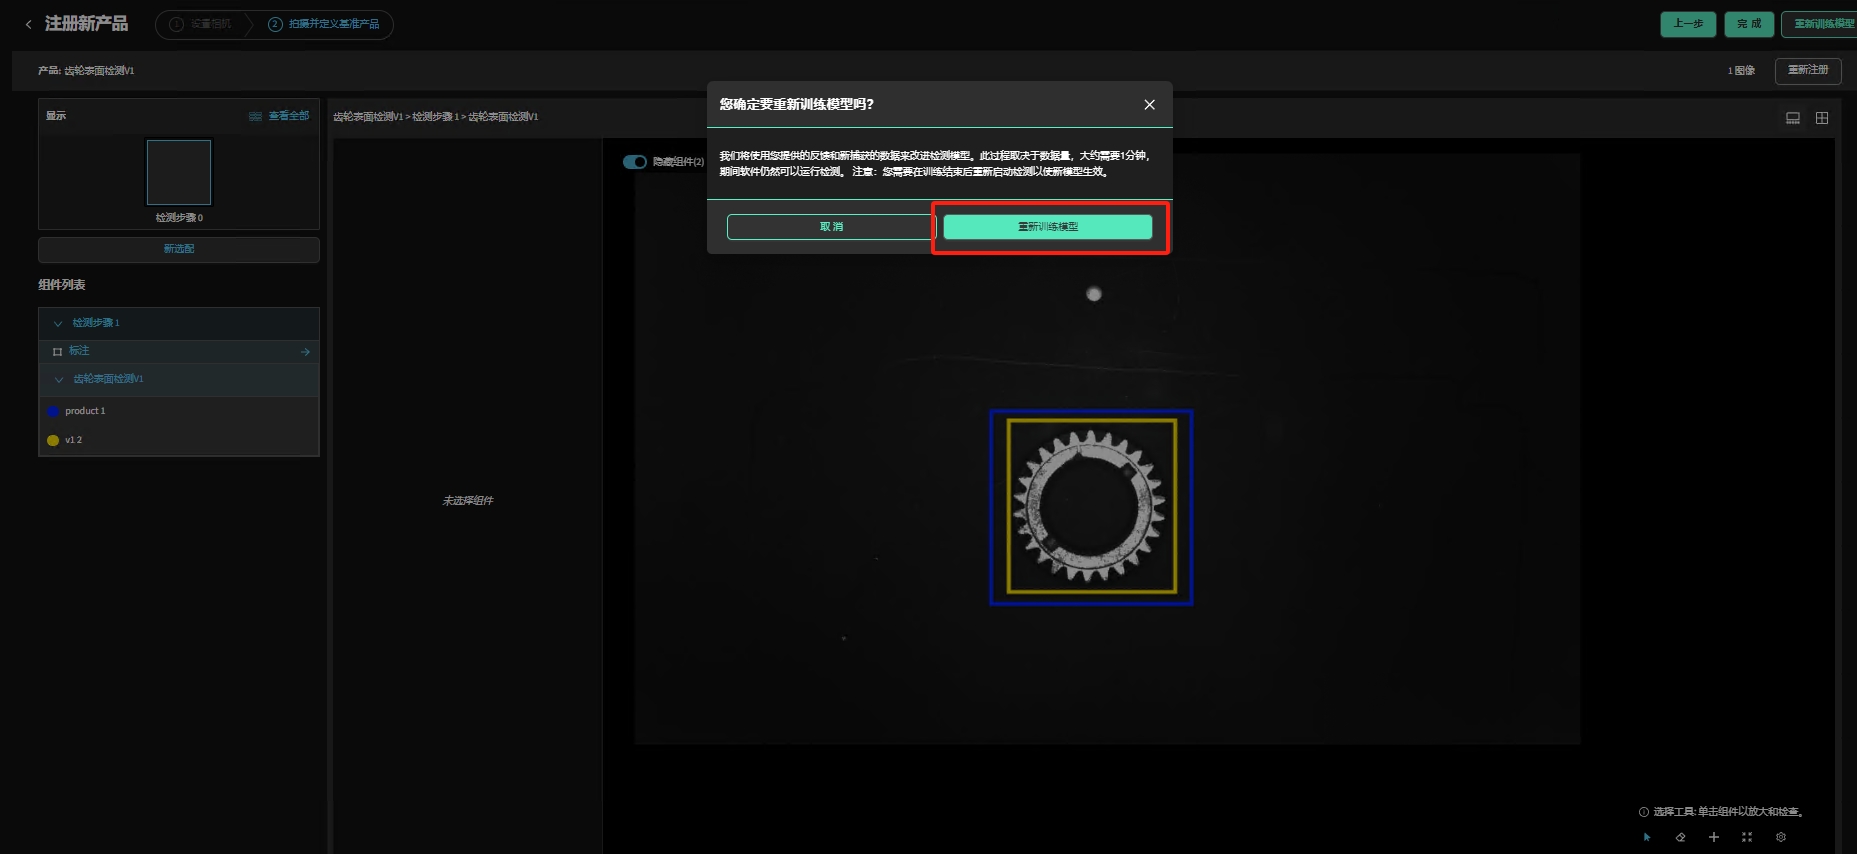 注册新产品
1 设置相机
2 拍摄并定义基准产品
上一步
完 成
重新训练模型
产品: 齿轮表面检测V1
1 图像
重新注册
显示
查看全部
检测步骤 0
新选配
组件列表
检测步骤 1
标注
齿轮表面检测V1
product 1
v1 2
齿轮表面检测V1 > 检测步骤 1 > 齿轮表面检测V1
未选择组件
隐藏组件(2)
您确定要重新训练模型吗?
我们将使用您提供的反馈和新捕获的数据来改进检测模型。此过程取决于数据量，大约需要1分钟，
期间软件仍然可以运行检测。 注意：您需要在训练结束后重新启动检测以使新模型生效。
取 消
重新训练模型
选择工具: 单击组件以放大和检查。